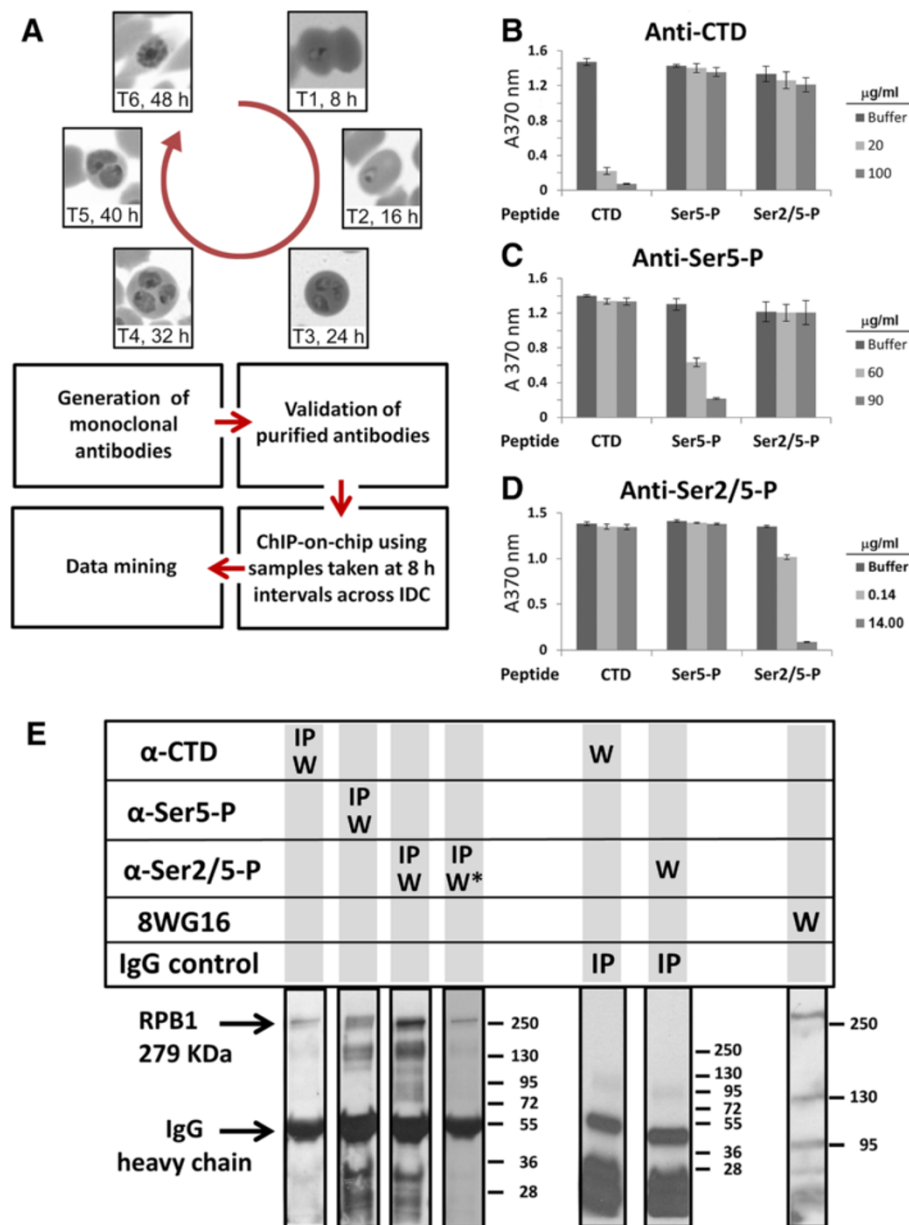 A
T6, 48 h
T1, 8 h
T5, 40 h
T2, 16 h
T4, 32 h
T3, 24 h
Generation of
monoclonal
antibodies
Validation of
purified antibodies
Data mining
ChIP-on-chip using
samples taken at 8 h
intervals across IDC
B
Anti-CTD
A370 nm
1.6
1.2
0.8
0.4
0
Peptide CTD Ser5-P Ser2/5-P
µg/ml
Buffer
20
100
C
Anti-Ser5-P
A 370 nm
1.6
1.2
0.8
0.4
0
Peptide CTD Ser5-P Ser2/5-P
µg/ml
Buffer
60
90
D
Anti-Ser2/5-P
A370 nm
1.5
1.0
0.5
0
Peptide CTD Ser5-P Ser2/5-P
µg/ml
Buffer
0.14
14.00
E
α-CTD IP W W
α-Ser5-P IP W
α-Ser2/5-P IP W IP W* W
8WG16 W
IgG control IP IP
RPB1
279 KDa
IgG
heavy chain
250
130
95
72
55
36
28
250
130
95
72
55
36
28
250
130
95